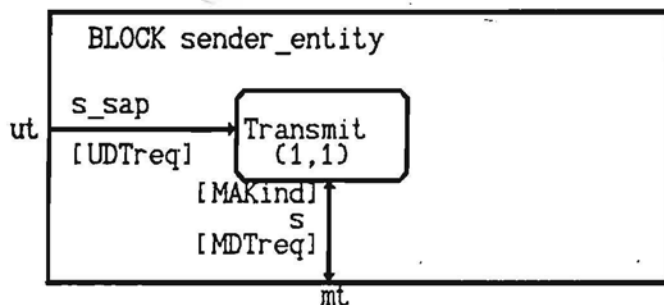 BLOCK sender_entity
s_sap
ut
Transmit
[UDTreq]
(1,1)
[MAKind]
s
[MDTreq]
mt